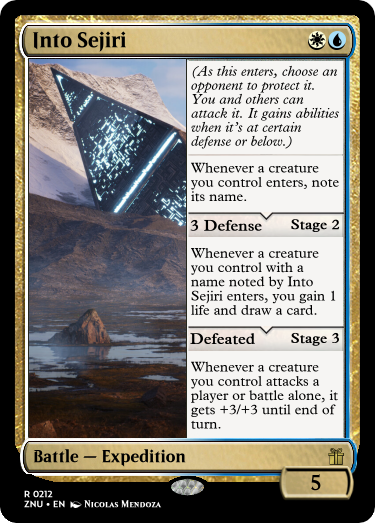 Into Sejiri
(As this enters, choose an
opponent to protect it.
You and others can
attack it. It gains abilities
when it's at certain
defense or below.)
Whenever a creature
you control enters, note
its name.
3 Defense Stage 2
Whenever a creature
you control with a
name noted by Into
Sejiri enters, you gain 1
life and draw a card.
Defeated Stage 3
Whenever a creature
you control attacks a
player or battle alone, it
gets +3/+3 until end of
turn.
Battle — Expedition
5
R 0212
ZNU • EN Nicolas Mendoza